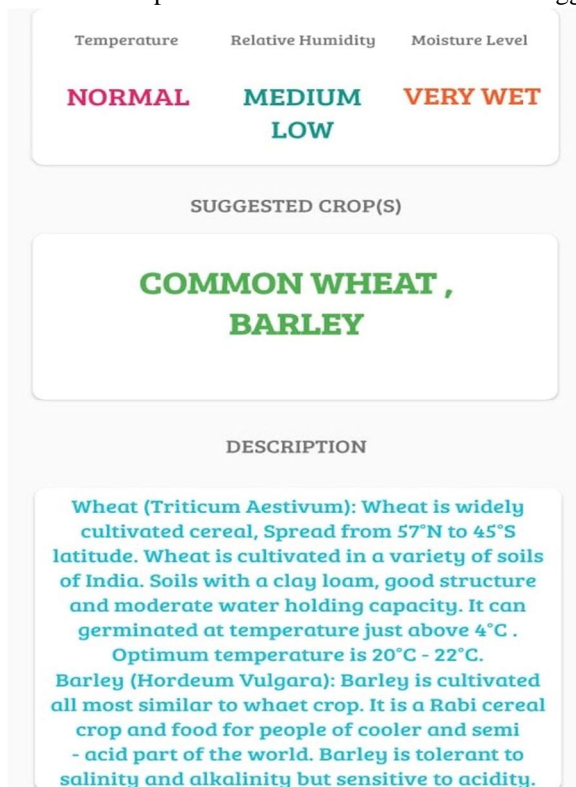 Temperature Relative Humidity Moisture Level
NORMAL MEDIUM LOW VERY WET
SUGGESTED CROP(S)
COMMON WHEAT ,
BARLEY
DESCRIPTION
Wheat (Triticum Aestivum): Wheat is widely
cultivated cereal, Spread from 57°N to 45°S
latitude. Wheat is cultivated in a variety of soils
of India. Soils with a clay loam, good structure
and moderate water holding capacity. It can
germinated at temperature just above 4°C .
Optimum temperature is 20°C - 22°C.
Barley (Hordeum Vulgara): Barley is cultivated
all most similar to whaet crop. It is a Rabi cereal
crop and food for people of cooler and semi
- acid part of the world. Barley is tolerant to
salinity and alkalinity but sensitive to acidity.